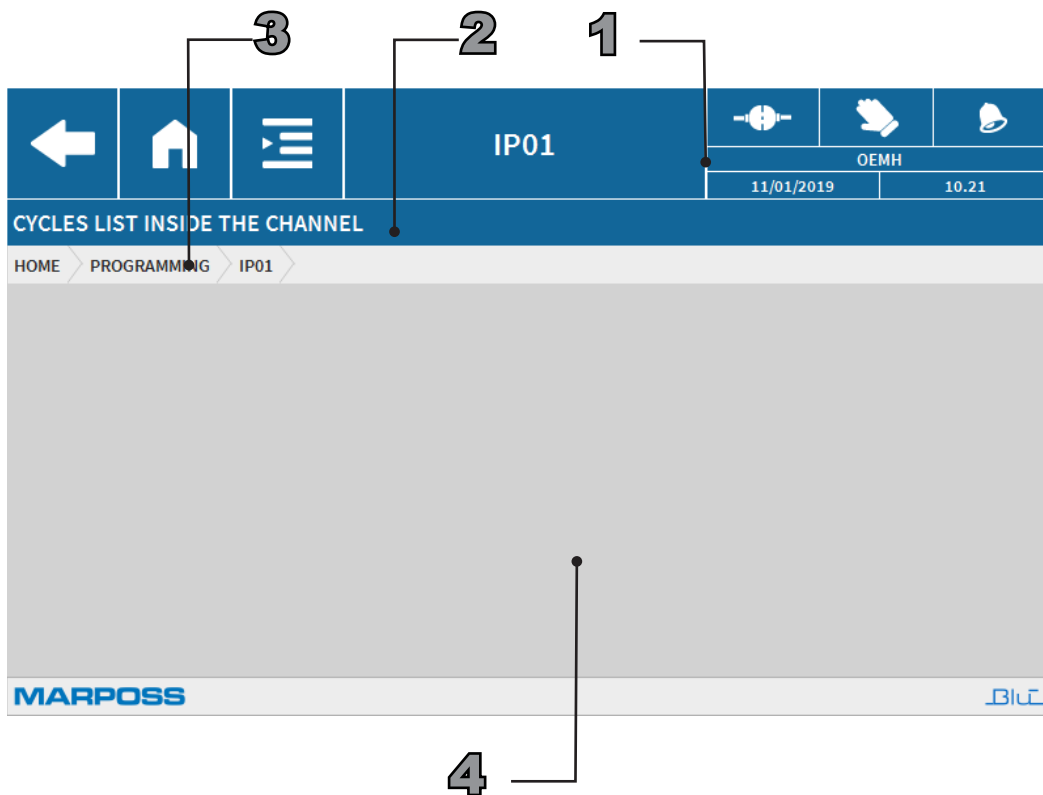 3 2 1
IP01
OEMH
11/01/2019 10.21
CYCLES LIST INSIDE THE CHANNEL
HOME PROGRAMMING IP01
MARPOSS Blù
4